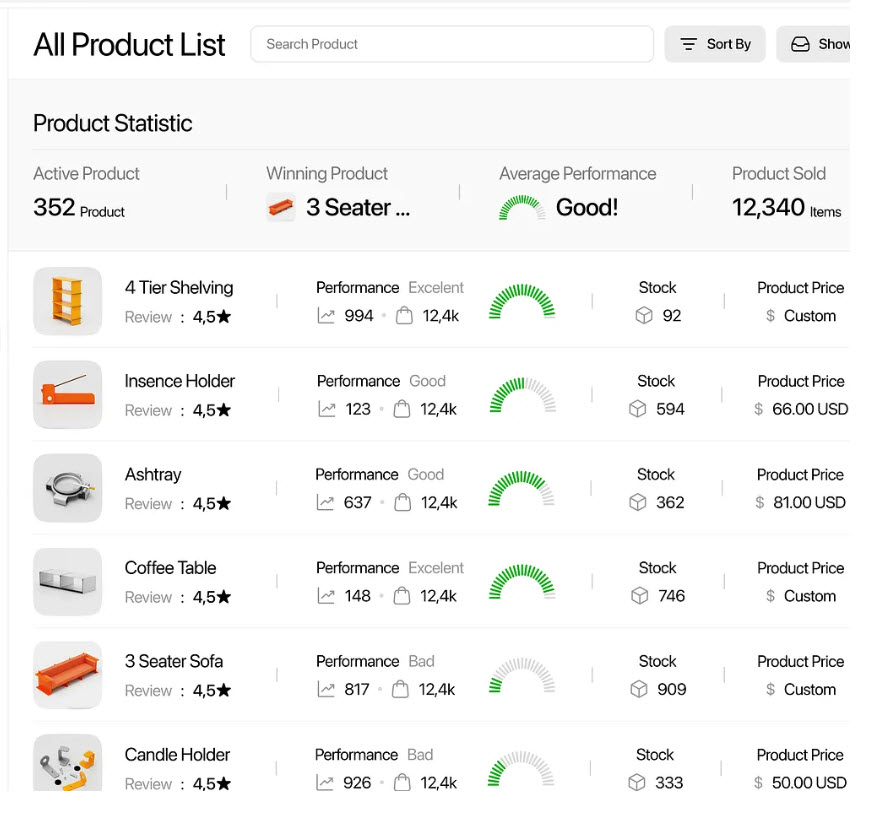 All Product List
Search Product
Sort By
Show
Product Statistic
Active Product
352 Product
Winning Product
3 Seater ...
Average Performance
Good!
Product Sold
12,340 Items
4 Tier Shelving
Review : 4,5★
Performance Excelent
994 • 12,4k
Stock
92
Product Price
$ Custom
Insence Holder
Review : 4,5★
Performance Good
123 • 12,4k
Stock
594
Product Price
$ 66.00 USD
Ashtray
Review : 4,5★
Performance Good
637 • 12,4k
Stock
362
Product Price
$ 81.00 USD
Coffee Table
Review : 4,5★
Performance Excelent
148 • 12,4k
Stock
746
Product Price
$ Custom
3 Seater Sofa
Review : 4,5★
Performance Bad
817 • 12,4k
Stock
909
Product Price
$ Custom
Candle Holder
Review : 4,5★
Performance Bad
926 • 12,4k
Stock
333
Product Price
$ 50.00 USD